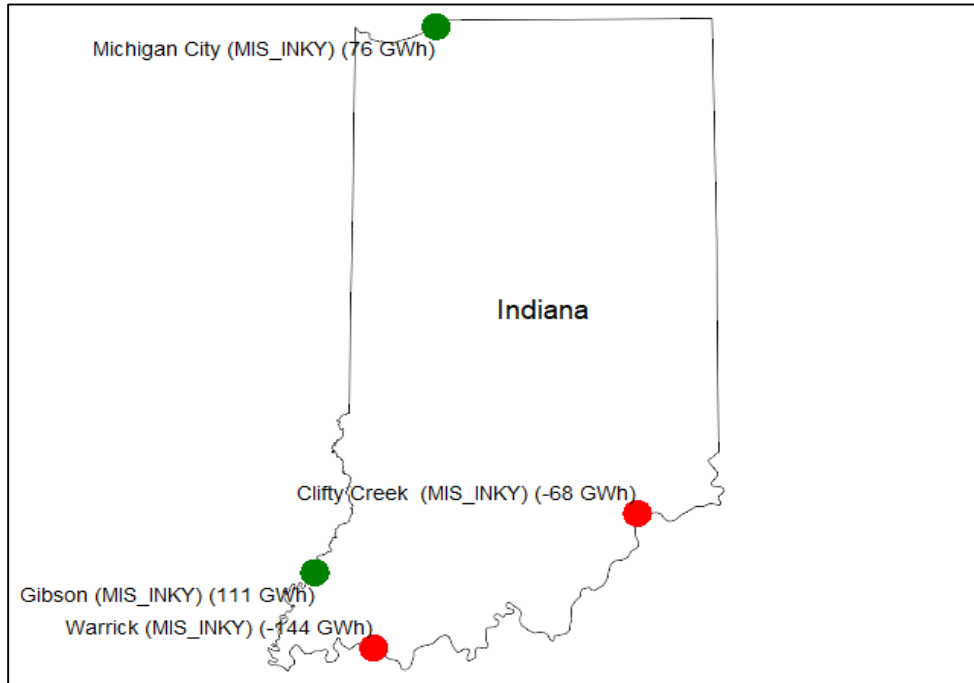 Michigan City (MIS_INKY) (76 GWh)
Indiana
Clifty Creek  (MIS_INKY) (-68 GWh)
Gibson (MIS_INKY) (111 GWh)
Warrick (MIS_INKY) (-144 GWh)